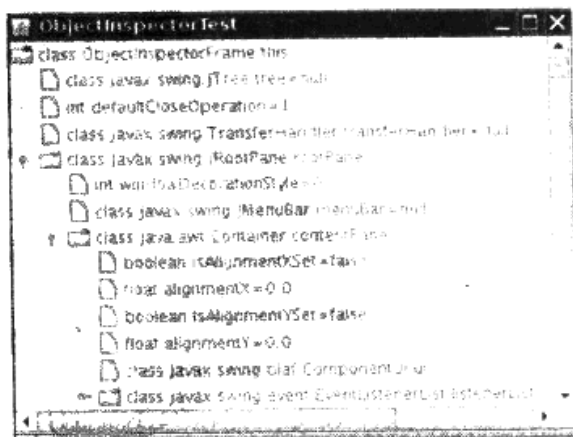 ObjectInspectorTest
class ObjectInspectorFrame this
class javax.swing.JTree tree=null
int defaultCloseOperation=1
class javax.swing.TransferHandler transferHandler=null
class javax.swing.JRootPane rootPane
int windowDecorationStyle=0
class javax.swing.JMenuBar menuBar=null
class java.awt.Container contentPane
boolean isAlignmentXSet=false
float alignmentX=0.0
boolean isAlignmentYSet=false
float alignmentY=0.0
class javax.swing.plaf.ComponentUI ui
class javax.swing.event.EventListenerList listenerList